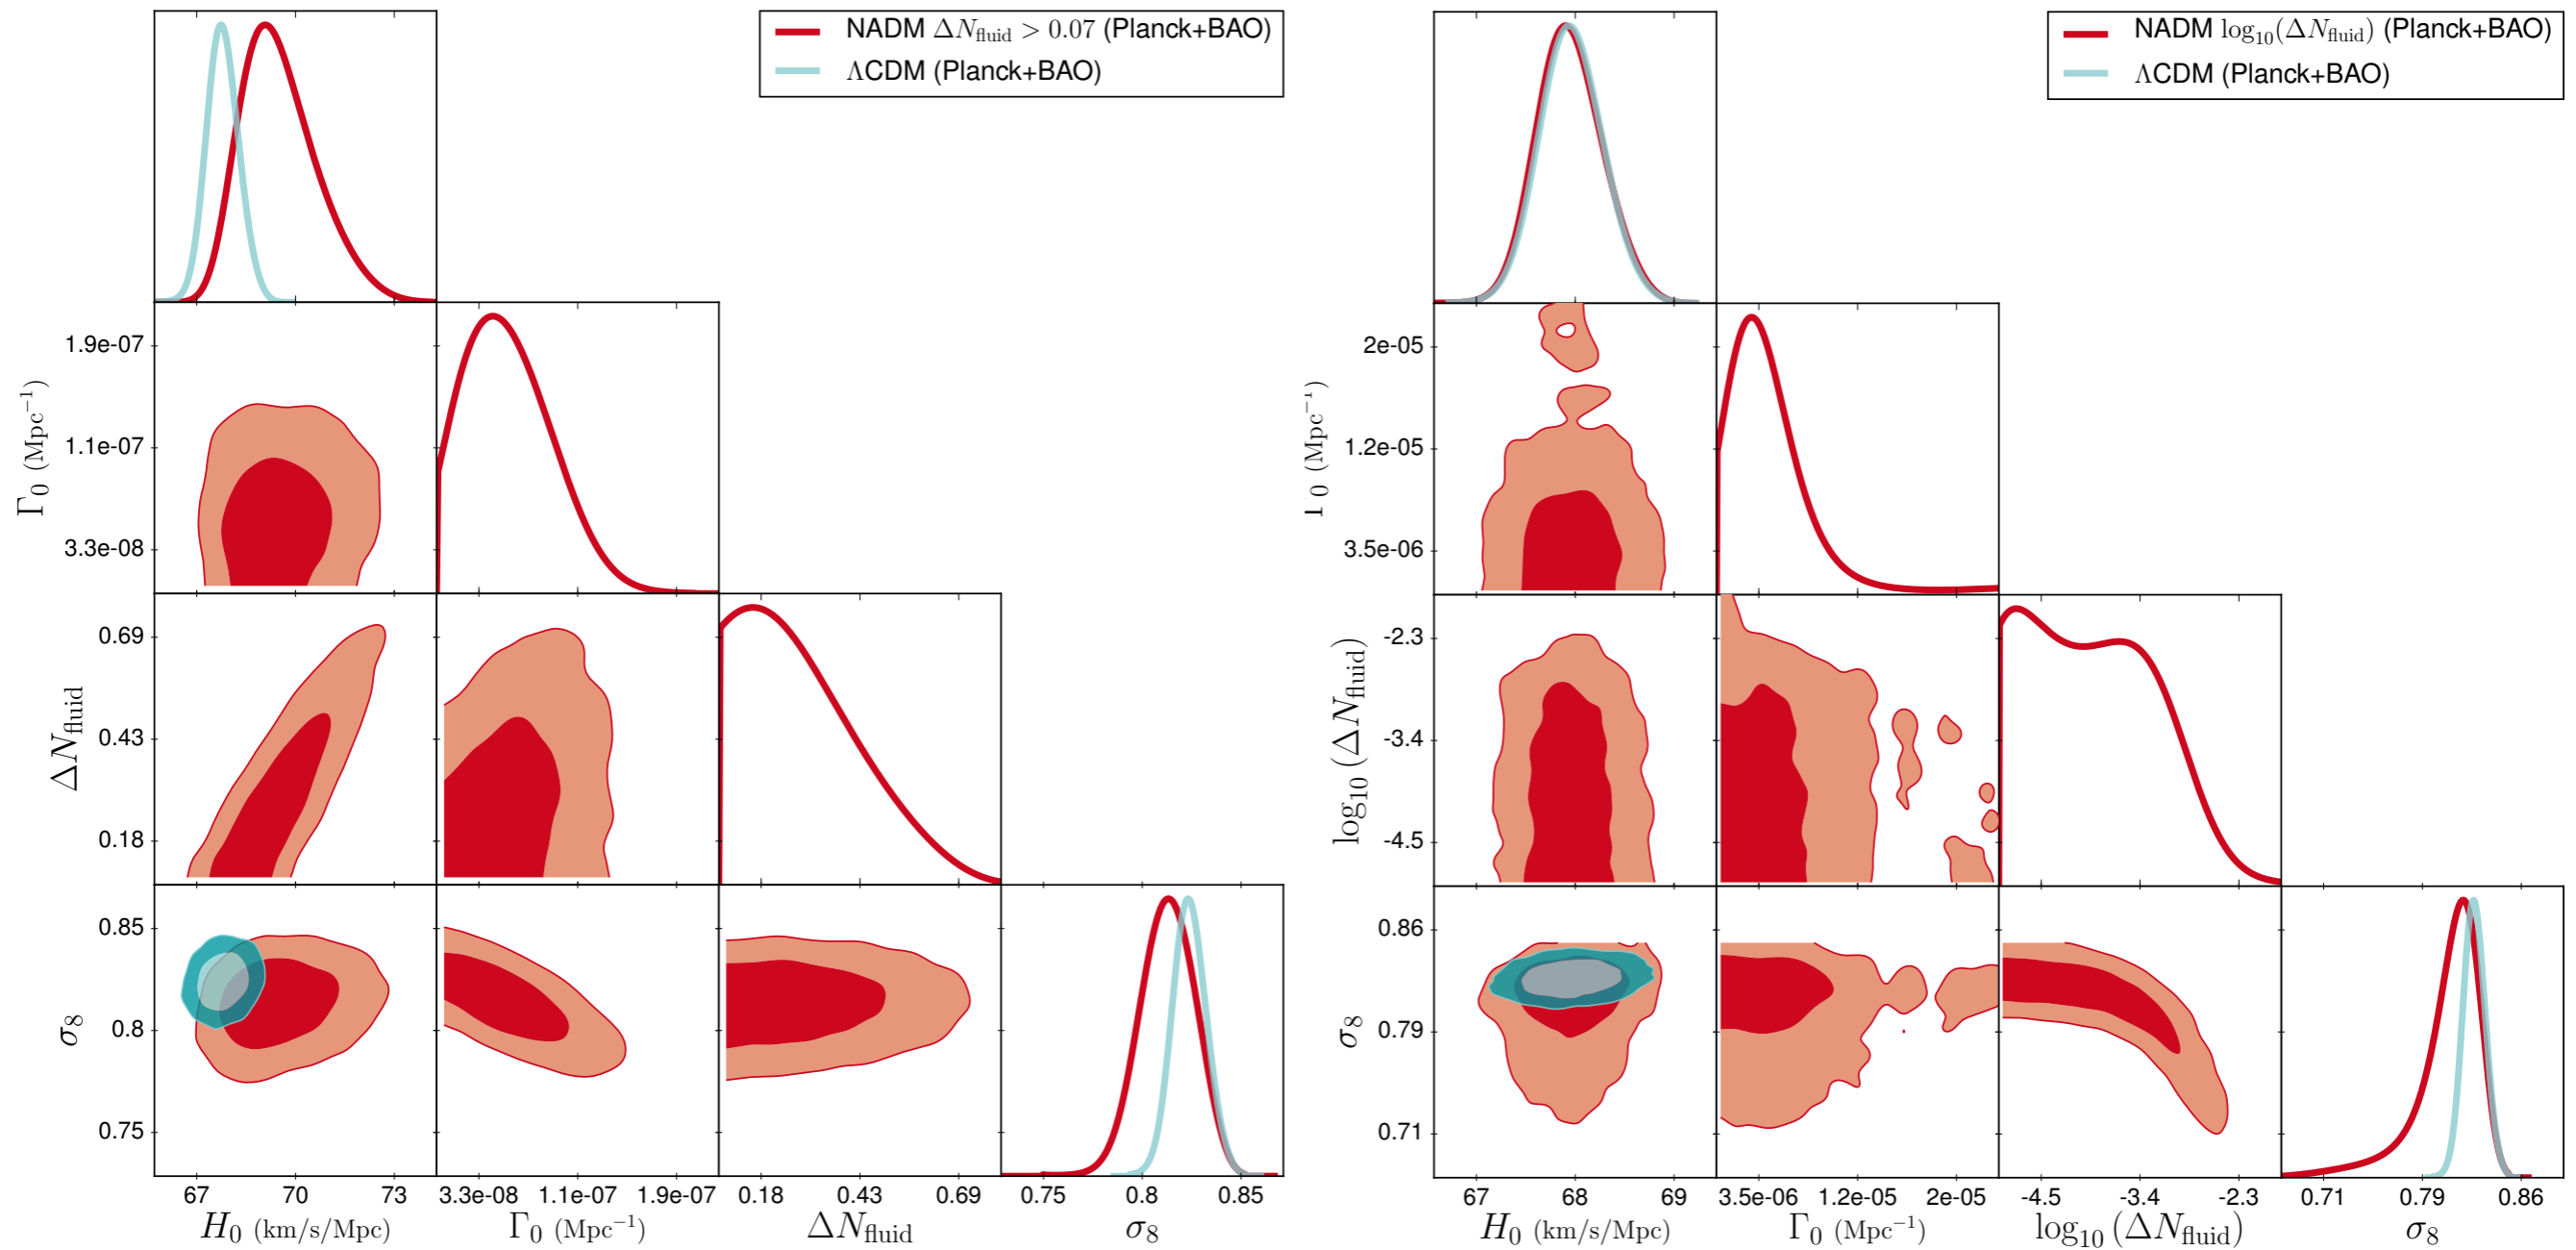 NADM ΔN_fluid > 0.07 (Planck+BAO)
ΛCDM (Planck+BAO)
1.9e-07
1.1e-07
3.3e-08
Γ₀ (Mpc⁻¹)
0.69
0.43
0.18
ΔN_fluid
0.85
0.8
0.75
σ₈
67 70 73
3.3e-08 1.1e-07 1.9e-07
0.18 0.43 0.69
0.75 0.8 0.85
H₀ (km/s/Mpc)
Γ₀ (Mpc⁻¹)
ΔN_fluid
σ₈
NADM log₁₀(ΔN_fluid) (Planck+BAO)
ΛCDM (Planck+BAO)
2e-05
1.2e-05
3.5e-06
Γ₀ (Mpc⁻¹)
-2.3
-3.4
-4.5
log₁₀(ΔN_fluid)
0.86
0.79
0.71
σ₈
67 68 69
3.5e-06 1.2e-05 2e-05
-4.5 -3.4 -2.3
0.71 0.79 0.86
H₀ (km/s/Mpc)
Γ₀ (Mpc⁻¹)
log₁₀(ΔN_fluid)
σ₈